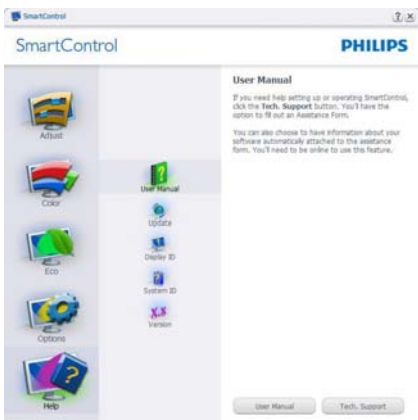 SmartControl
SmartControl
PHILIPS
Adjust
Color
Eco
Options
Help
User Manual
Update
Display ID
System ID
X.x
Version
User Manual
If you need help setting up or operating SmartControl,
click the Tech. Support button. You'll have the
option to fill out an Assistance Form.
You can also choose to have information about your
software automatically attached to the assistance
form. You'll need to be online to use this feature.
User Manual
Tech. Support